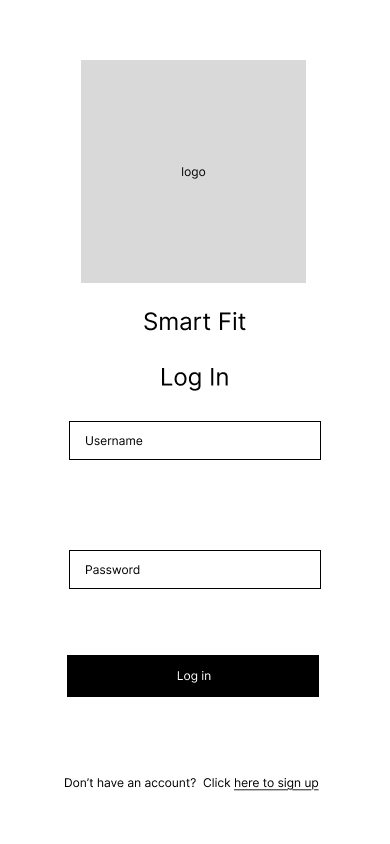 logo
Smart Fit
Log In
Username
Password
Log in
Don’t have an account?  Click here to sign up